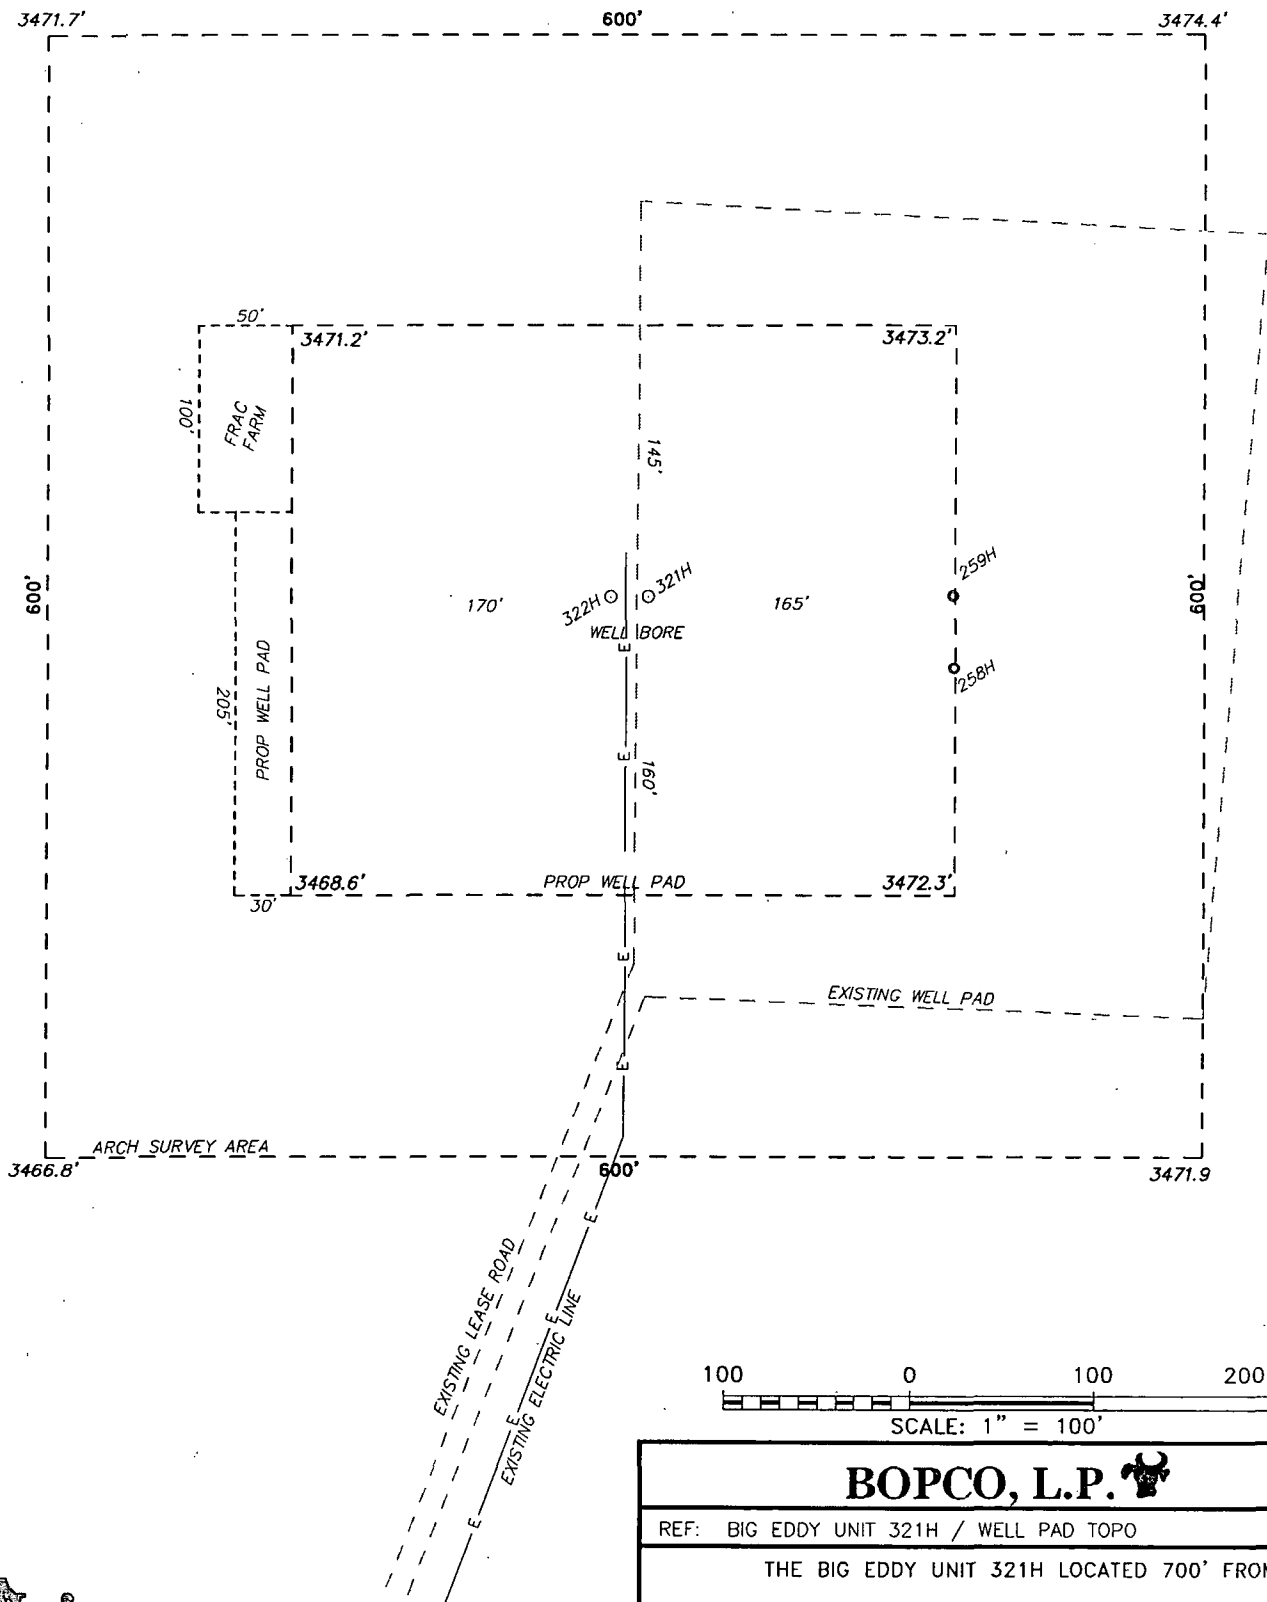 3471.7'
600'
3474.4'
50'
3471.2'
3473.2'
100'
FRAC
FARM
145'
600'
170'
322H
321H
165'
259H
600'
WELL BORE
E
258H
205'
PROP WELL PAD
E
160'
3468.6'
PROP WELL PAD
3472.3'
30'
E
EXISTING WELL PAD
E
ARCH SURVEY AREA
3466.8'
600'
3471.9
E
EXISTING LEASE ROAD
E
EXISTING ELECTRIC LINE
E
E
100 0 100 200
SCALE: 1" = 100'
BOPCO, L.P.
REF: BIG EDDY UNIT 321H / WELL PAD TOPO
THE BIG EDDY UNIT 321H LOCATED 700' FROM